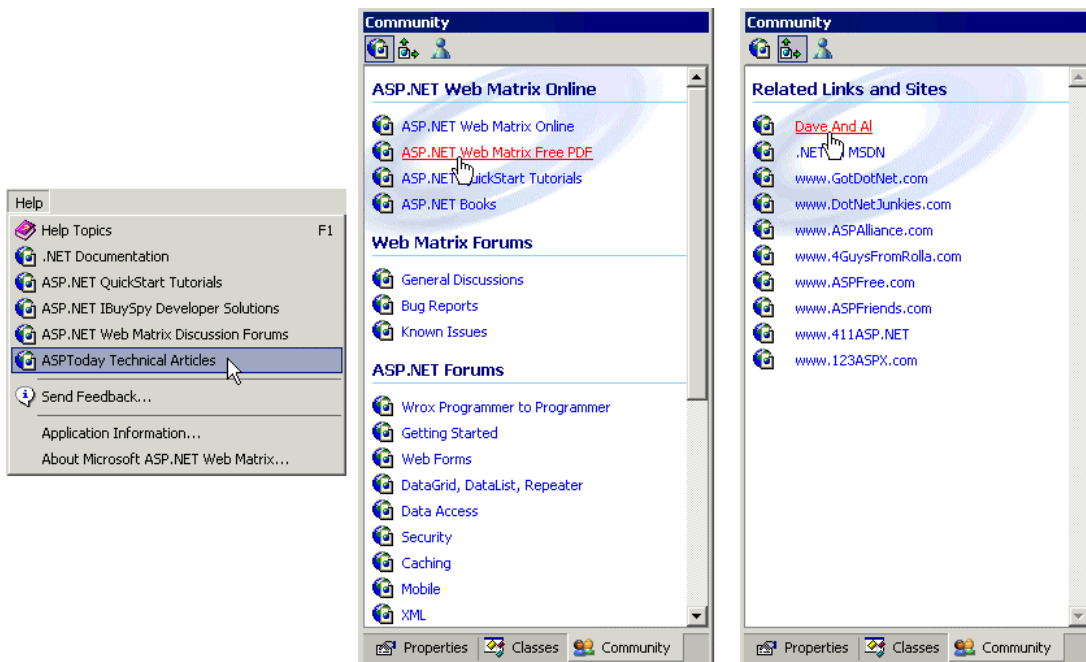 Help
Help Topics F1
.NET Documentation
ASP.NET QuickStart Tutorials
ASP.NET IBuySpy Developer Solutions
ASP.NET Web Matrix Discussion Forums
ASPToday Technical Articles
Send Feedback...
Application Information...
About Microsoft ASP.NET Web Matrix...
Community
ASP.NET Web Matrix Online
ASP.NET Web Matrix Online
ASP.NET Web Matrix Free PDF
ASP.NET QuickStart Tutorials
ASP.NET Books
Web Matrix Forums
General Discussions
Bug Reports
Known Issues
ASP.NET Forums
Wrox Programmer to Programmer
Getting Started
Web Forms
DataGrid, DataList, Repeater
Data Access
Security
Caching
Mobile
XML
Properties Classes Community
Community
Related Links and Sites
Dave And Al
.NET MSDN
www.GotDotNet.com
www.DotNetJunkies.com
www.ASPAlliance.com
www.4GuysFromRolla.com
www.ASPFree.com
www.ASPFriends.com
www.411ASP.NET
www.123ASPX.com
Properties Classes Community